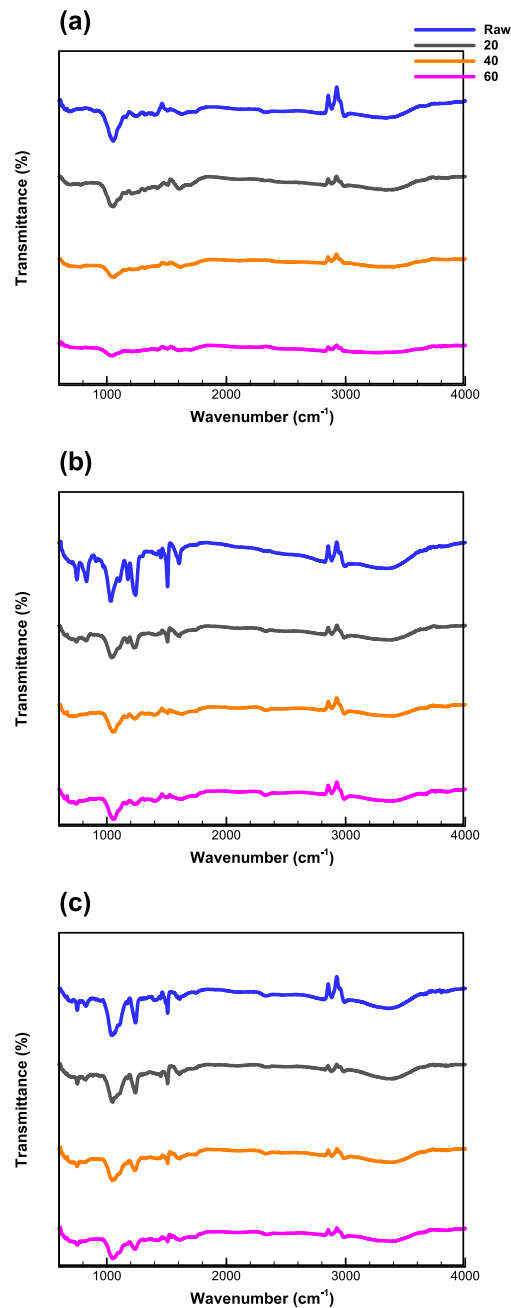 (a)
Raw
20
40
60
Transmittance (%)
1000 2000 3000 4000
Wavenumber (cm-1)
(b)
Transmittance (%)
1000 2000 3000 4000
Wavenumber (cm-1)
(c)
Transmittance (%)
1000 2000 3000 4000
Wavenumber (cm-1)